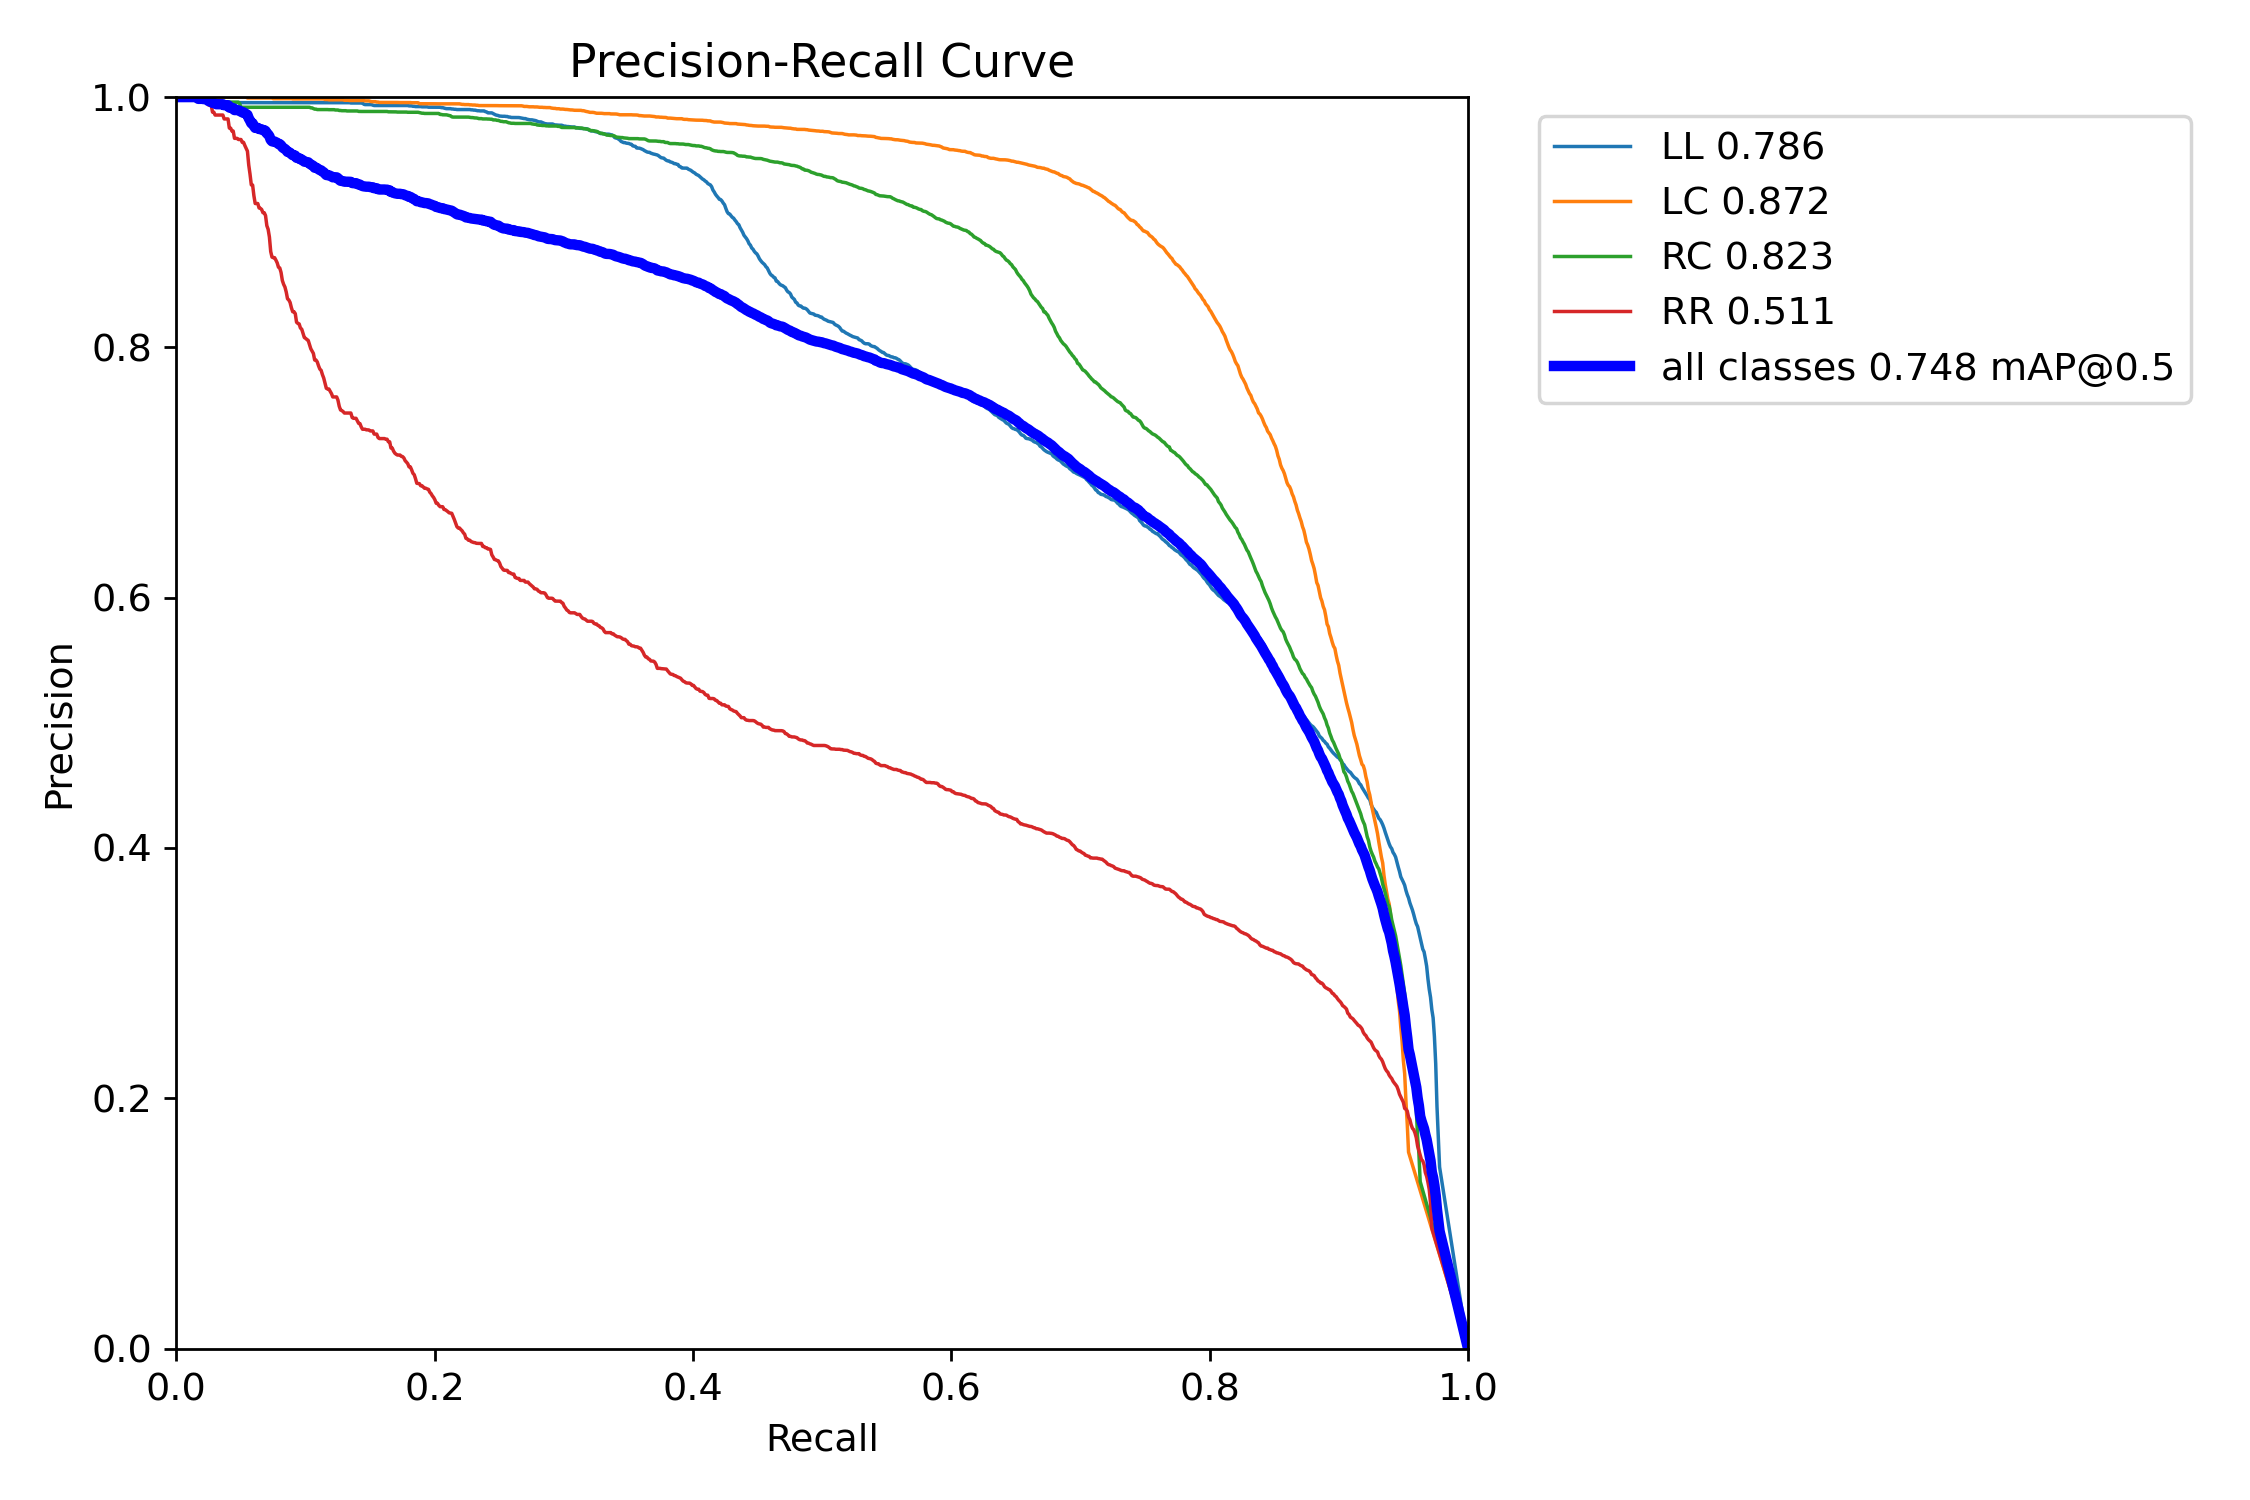 Precision-Recall Curve
1.0
0.8
0.6
0.4
0.2
0.0
Precision
0.0 0.2 0.4 0.6 0.8 1.0
Recall
LL 0.786
LC 0.872
RC 0.823
RR 0.511
all classes 0.748 mAP@0.5